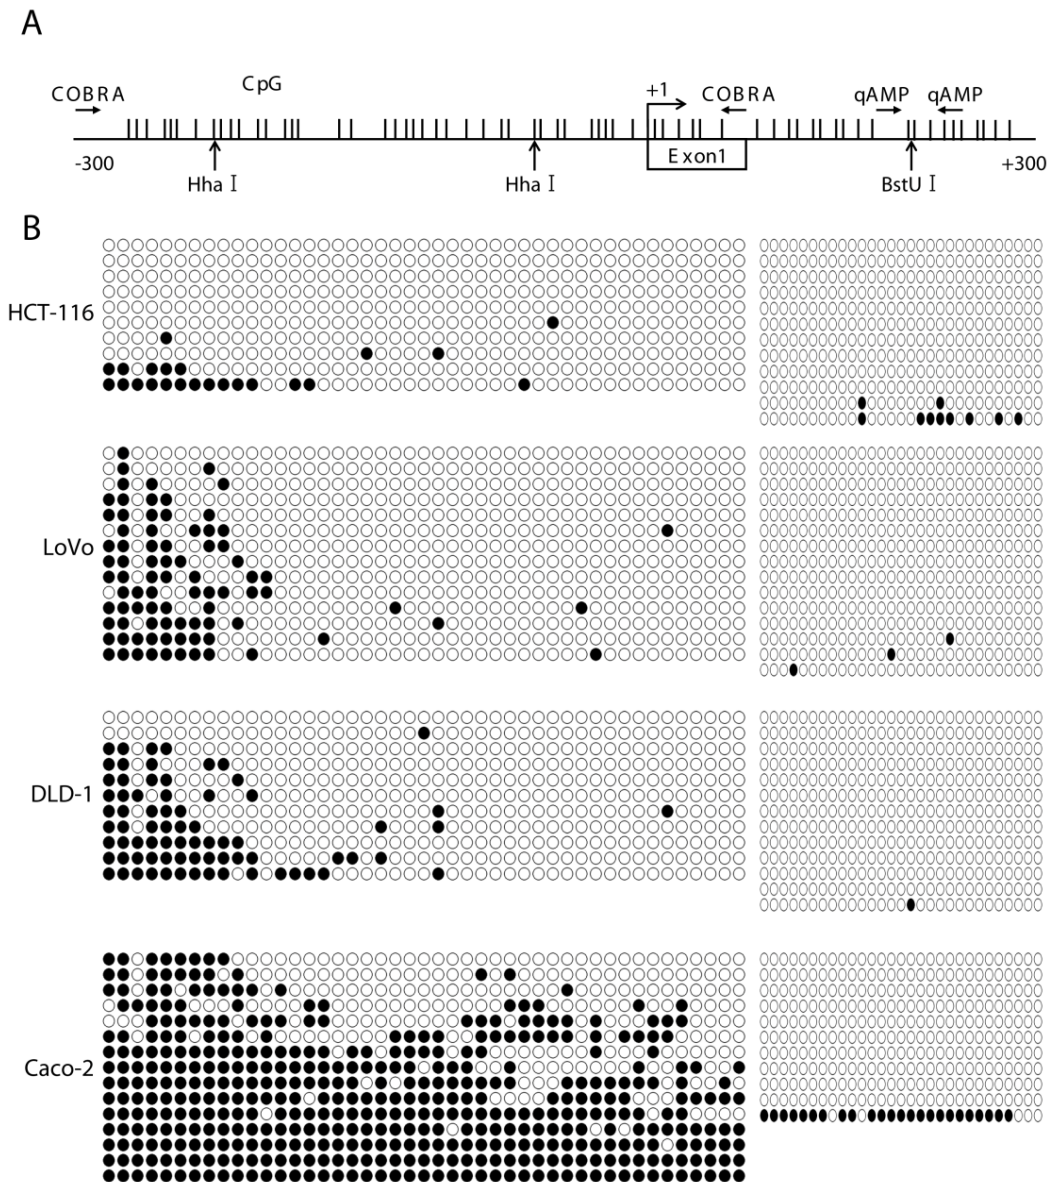 A
CpG
COBRA
+1
COBRA
qAMP
qAMP
-300
Exon1
+300
Hha I
Hha I
BstU I
B
HCT-116
LoVo
DLD-1
Caco-2